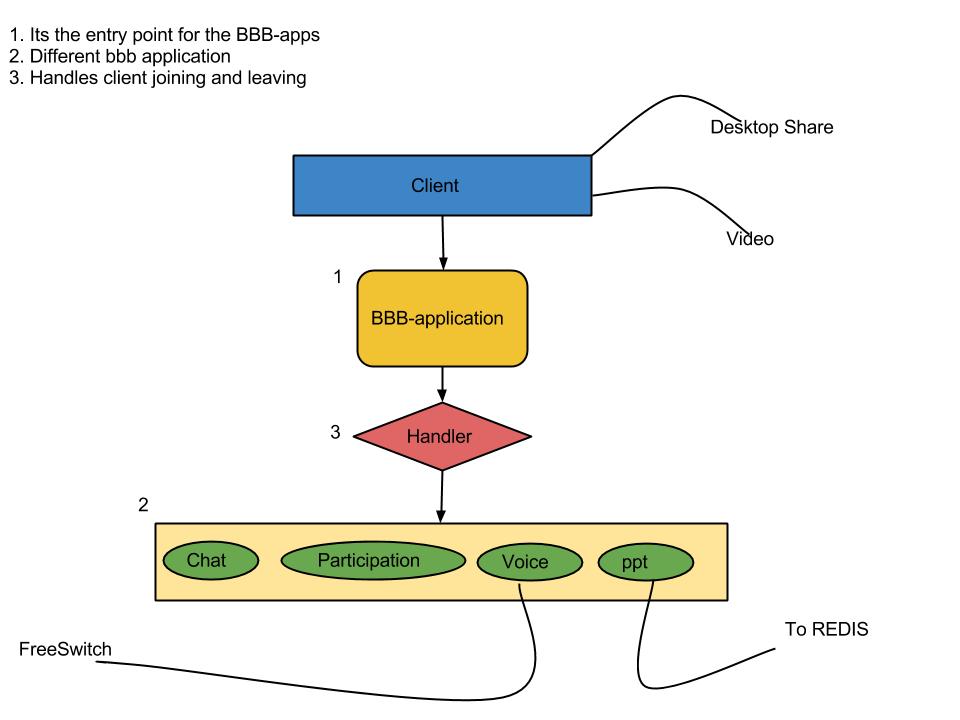 1. Its the entry point for the BBB-apps
2. Different bbb application
3. Handles client joining and leaving
Desktop Share
Client
Video
1
BBB-application
3
Handler
2
Chat
Participation
Voice
ppt
To REDIS
FreeSwitch